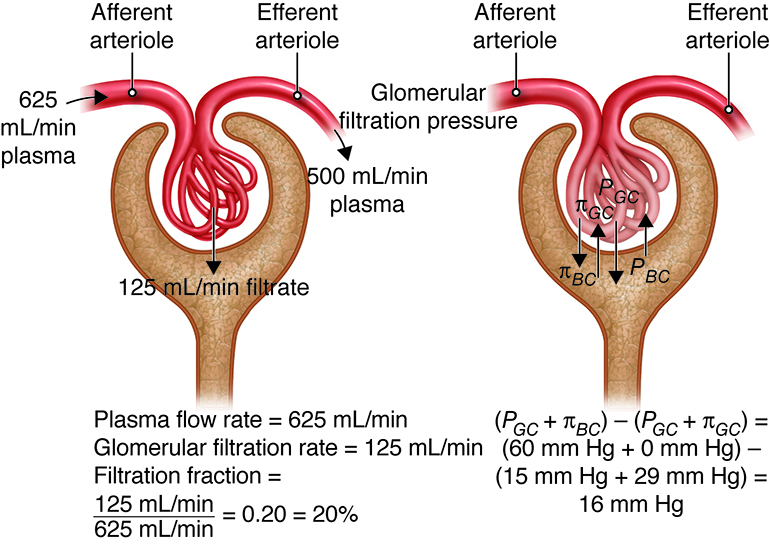 Afferent
arteriole
Efferent
arteriole
625
mL/min
plasma
500 mL/min
plasma
125 mL/min filtrate
Plasma flow rate = 625 mL/min
Glomerular filtration rate = 125 mL/min
Filtration fraction =
125 mL/min
625 mL/min
= 0.20 = 20%
Afferent
arteriole
Efferent
arteriole
Glomerular
filtration pressure
P_GC
π_GC
π_BC
P_BC
(P_GC + π_BC) – (P_GC + π_GC) =
(60 mm Hg + 0 mm Hg) –
(15 mm Hg + 29 mm Hg) =
16 mm Hg